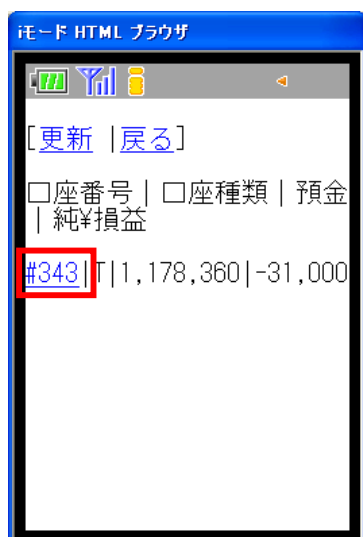 iモード HTML ブラウザ
[更新 |戻る]
口座番号|口座種類|預金
|純¥損益
#343|T|1,178,360|-31,000